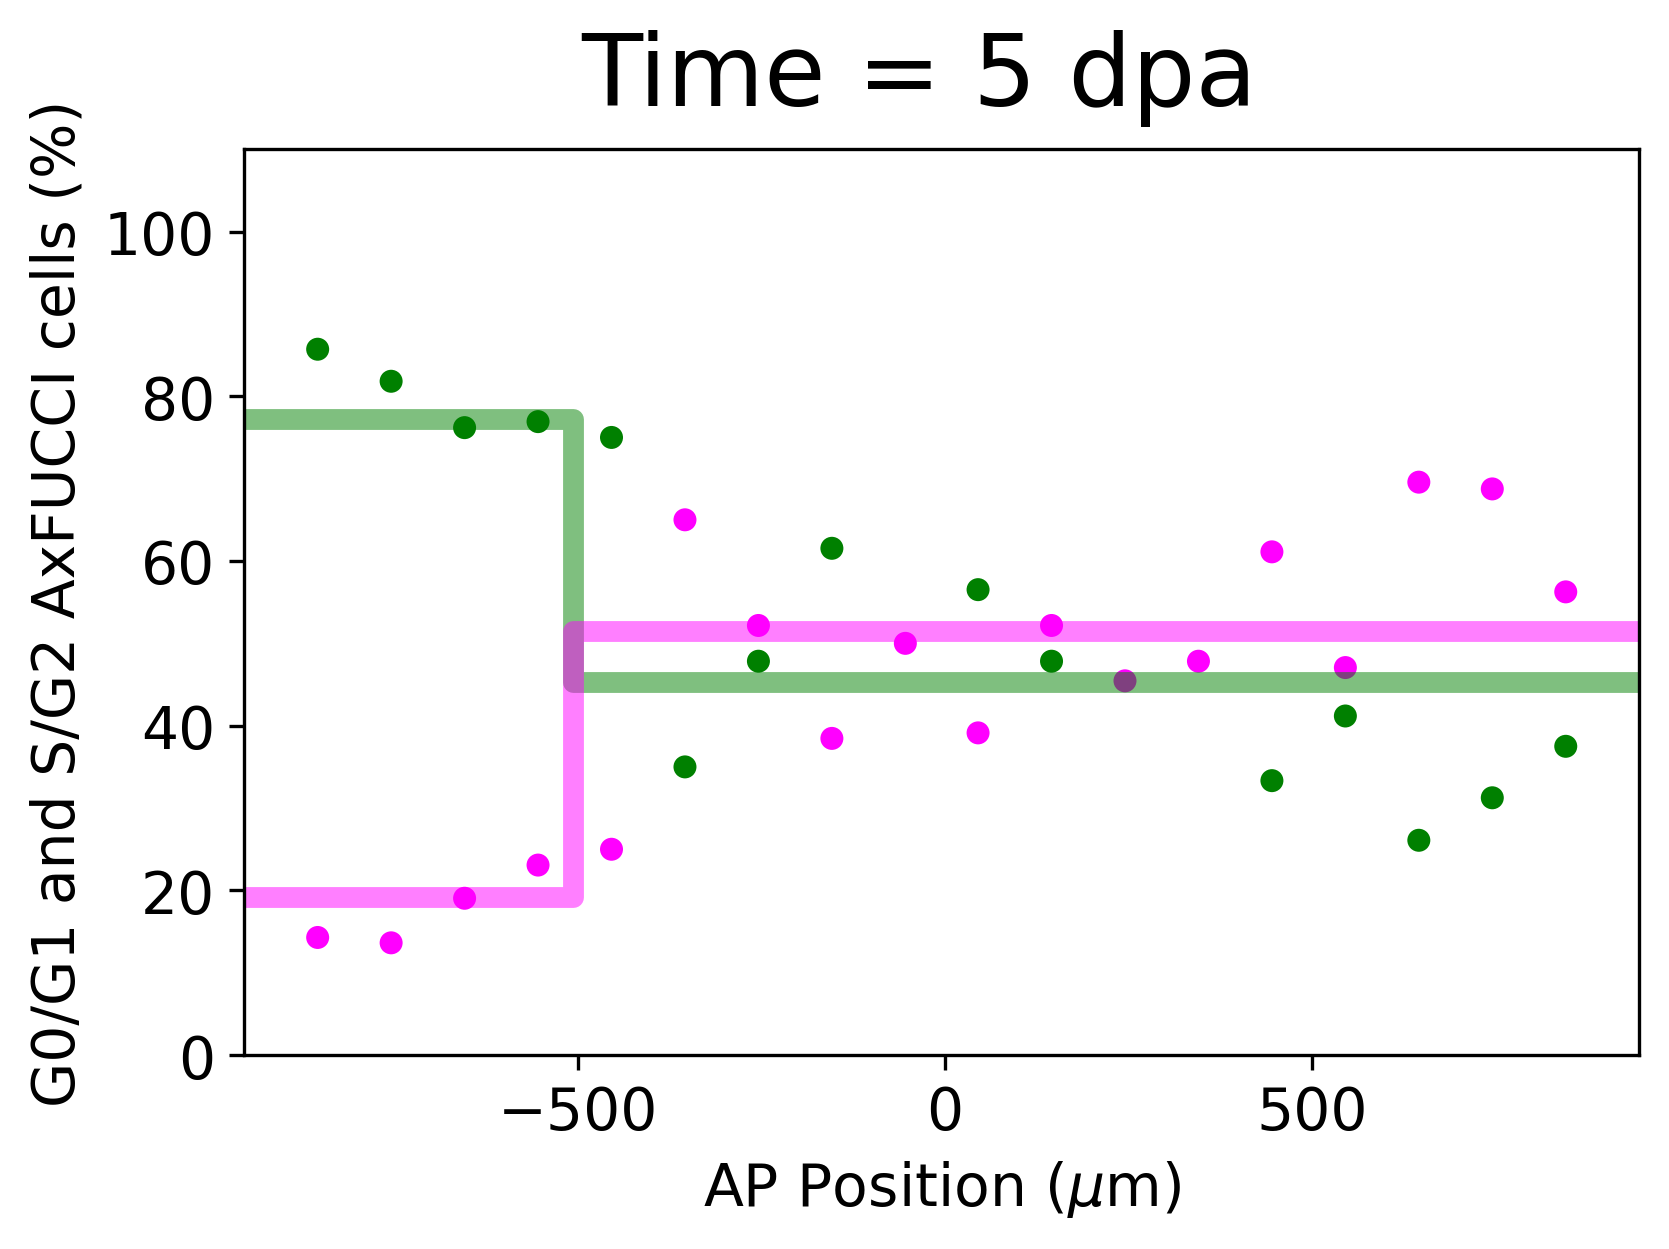 Time = 5 dpa
G0/G1 and S/G2 AxFUCCI cells (%)
100
80
60
40
20
0
−500 0 500
AP Position (μm)